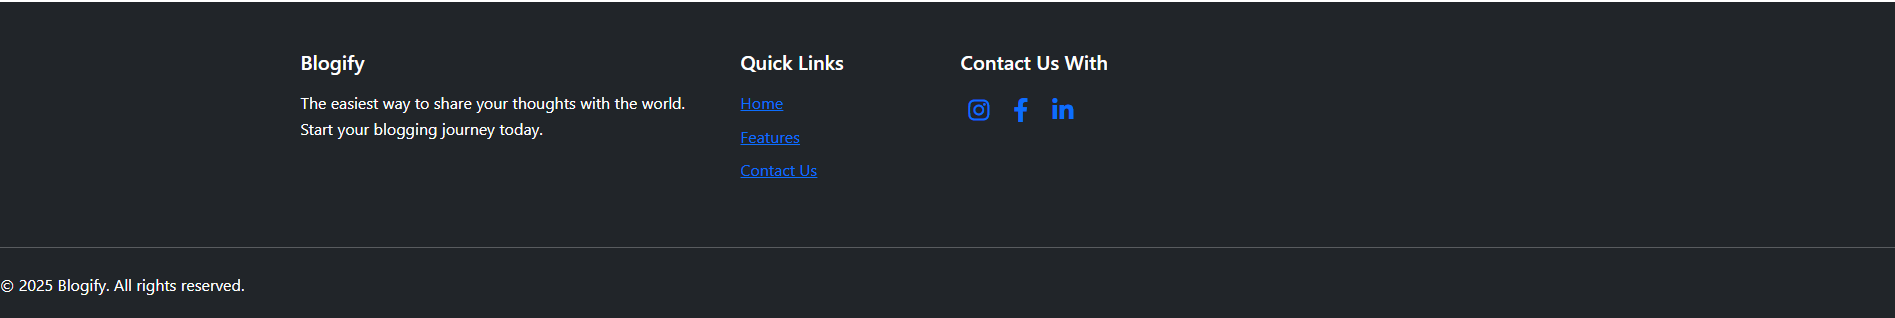 Blogify
The easiest way to share your thoughts with the world.
Start your blogging journey today.
Quick Links
Home
Features
Contact Us
Contact Us With
© 2025 Blogify. All rights reserved.